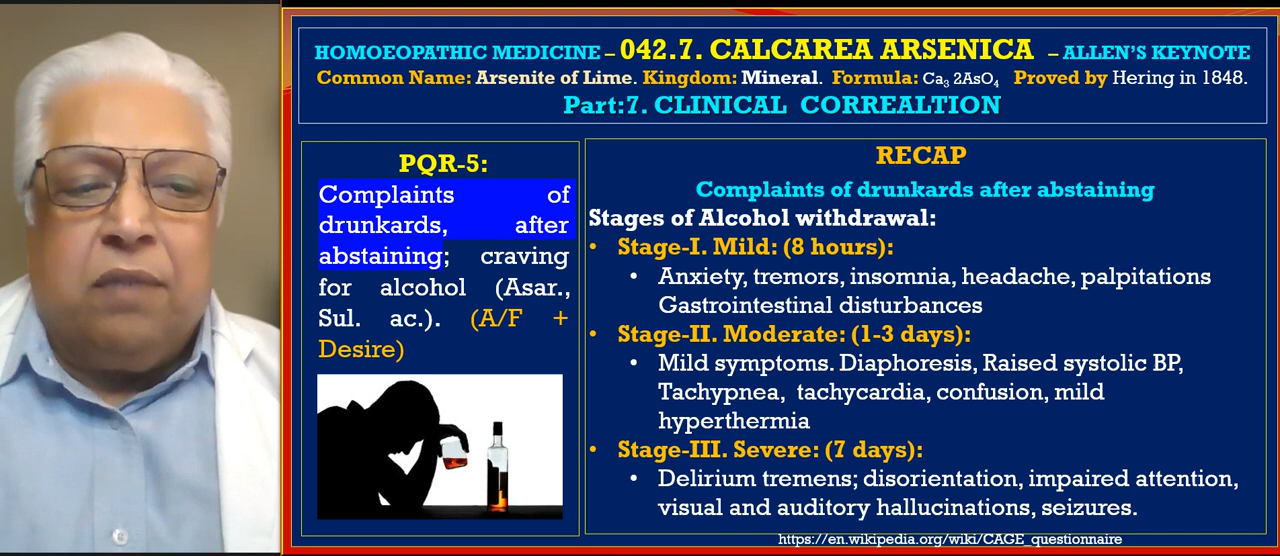 HOMOEOPATHIC MEDICINE – 042.7. CALCAREA ARSENICA – ALLEN'S KEYNOTE
Common Name: Arsenite of Lime. Kingdom: Mineral. Formula: Ca3 2AsO4 Proved by Hering in 1848.
Part:7. CLINICAL CORREALTION
PQR-5:
Complaints of
drunkards, after
abstaining; craving
for alcohol (Asar.,
Sul. ac.). (A/F +
Desire)
RECAP
Complaints of drunkards after abstaining
Stages of Alcohol withdrawal:
• Stage-I. Mild: (8 hours):
• Anxiety, tremors, insomnia, headache, palpitations
Gastrointestinal disturbances
• Stage-II. Moderate: (1-3 days):
• Mild symptoms. Diaphoresis, Raised systolic BP,
Tachypnea, tachycardia, confusion, mild
hyperthermia
• Stage-III. Severe: (7 days):
• Delirium tremens; disorientation, impaired attention,
visual and auditory hallucinations, seizures.
https://en.wikipedia.org/wiki/CAGE_questionnaire